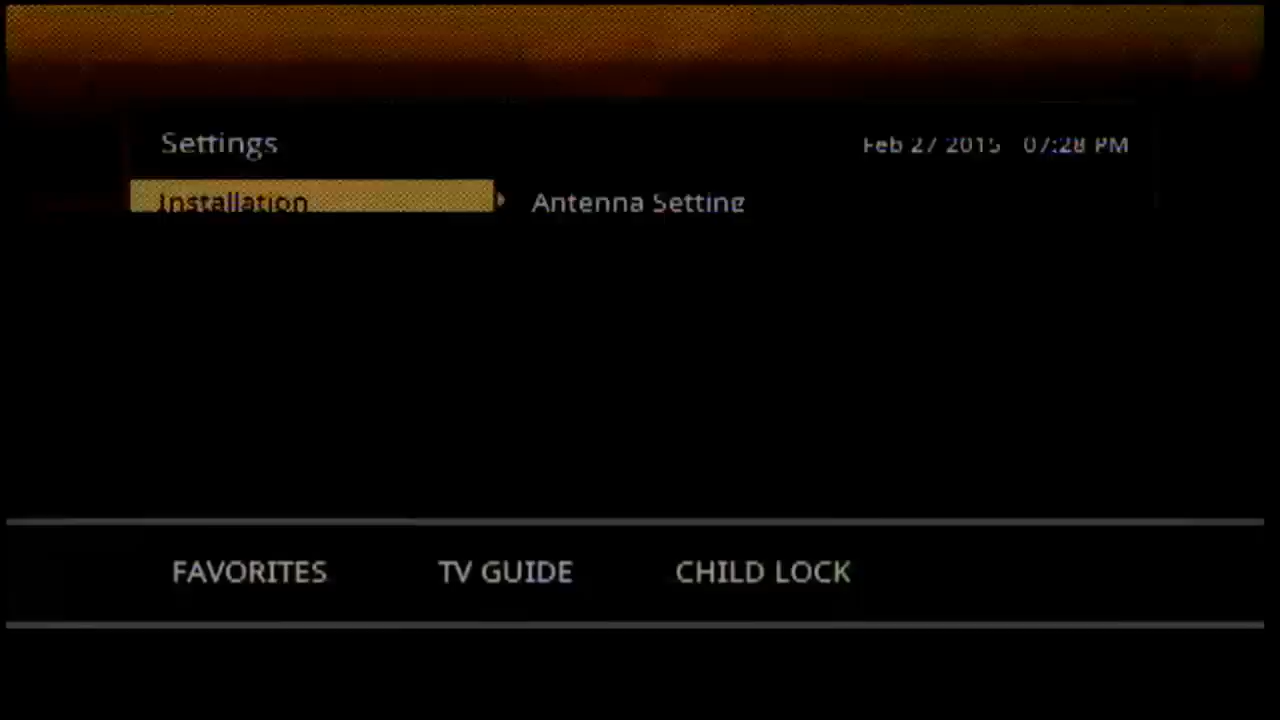 Settings Feb 27 2015 07:28 PM
Installation Antenna Setting
FAVORITES TV GUIDE CHILD LOCK